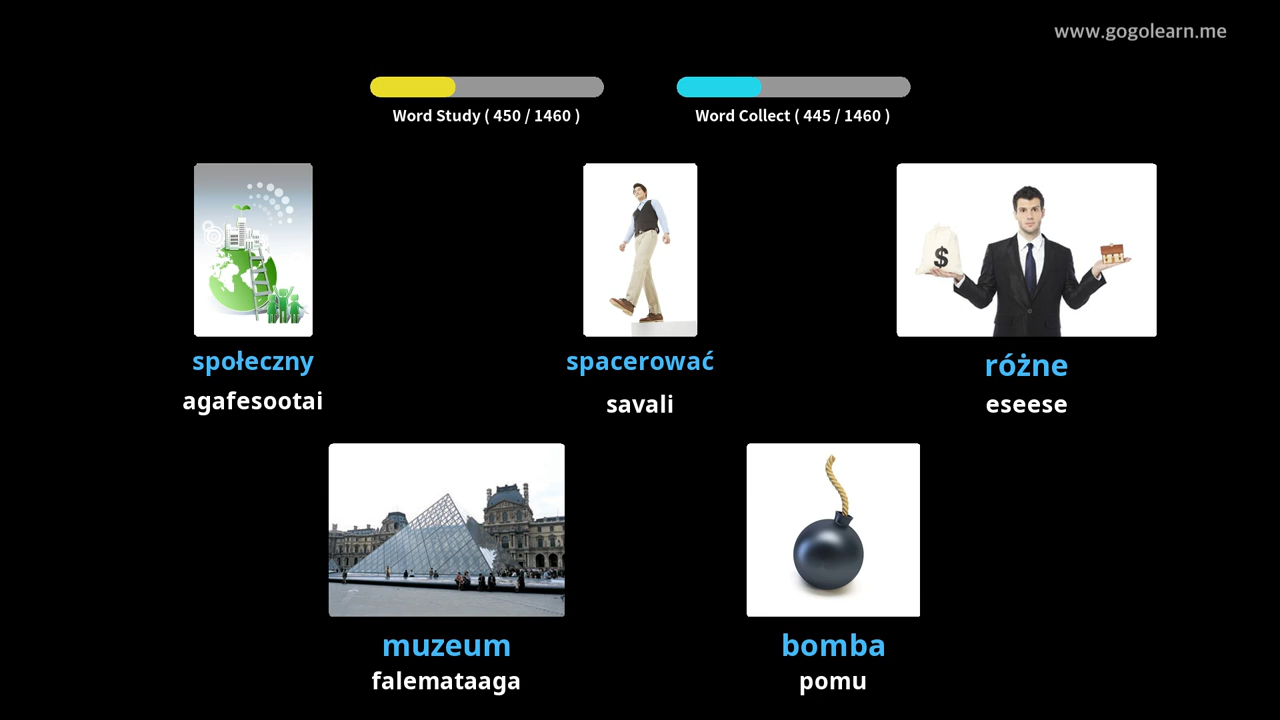 www.gogolearn.me
Word Study ( 450 / 1460 )
Word Collect ( 445 / 1460 )
$
społeczny
agafesootai
spacerować
savali
różne
eseese
muzeum
falemataaga
bomba
pomu